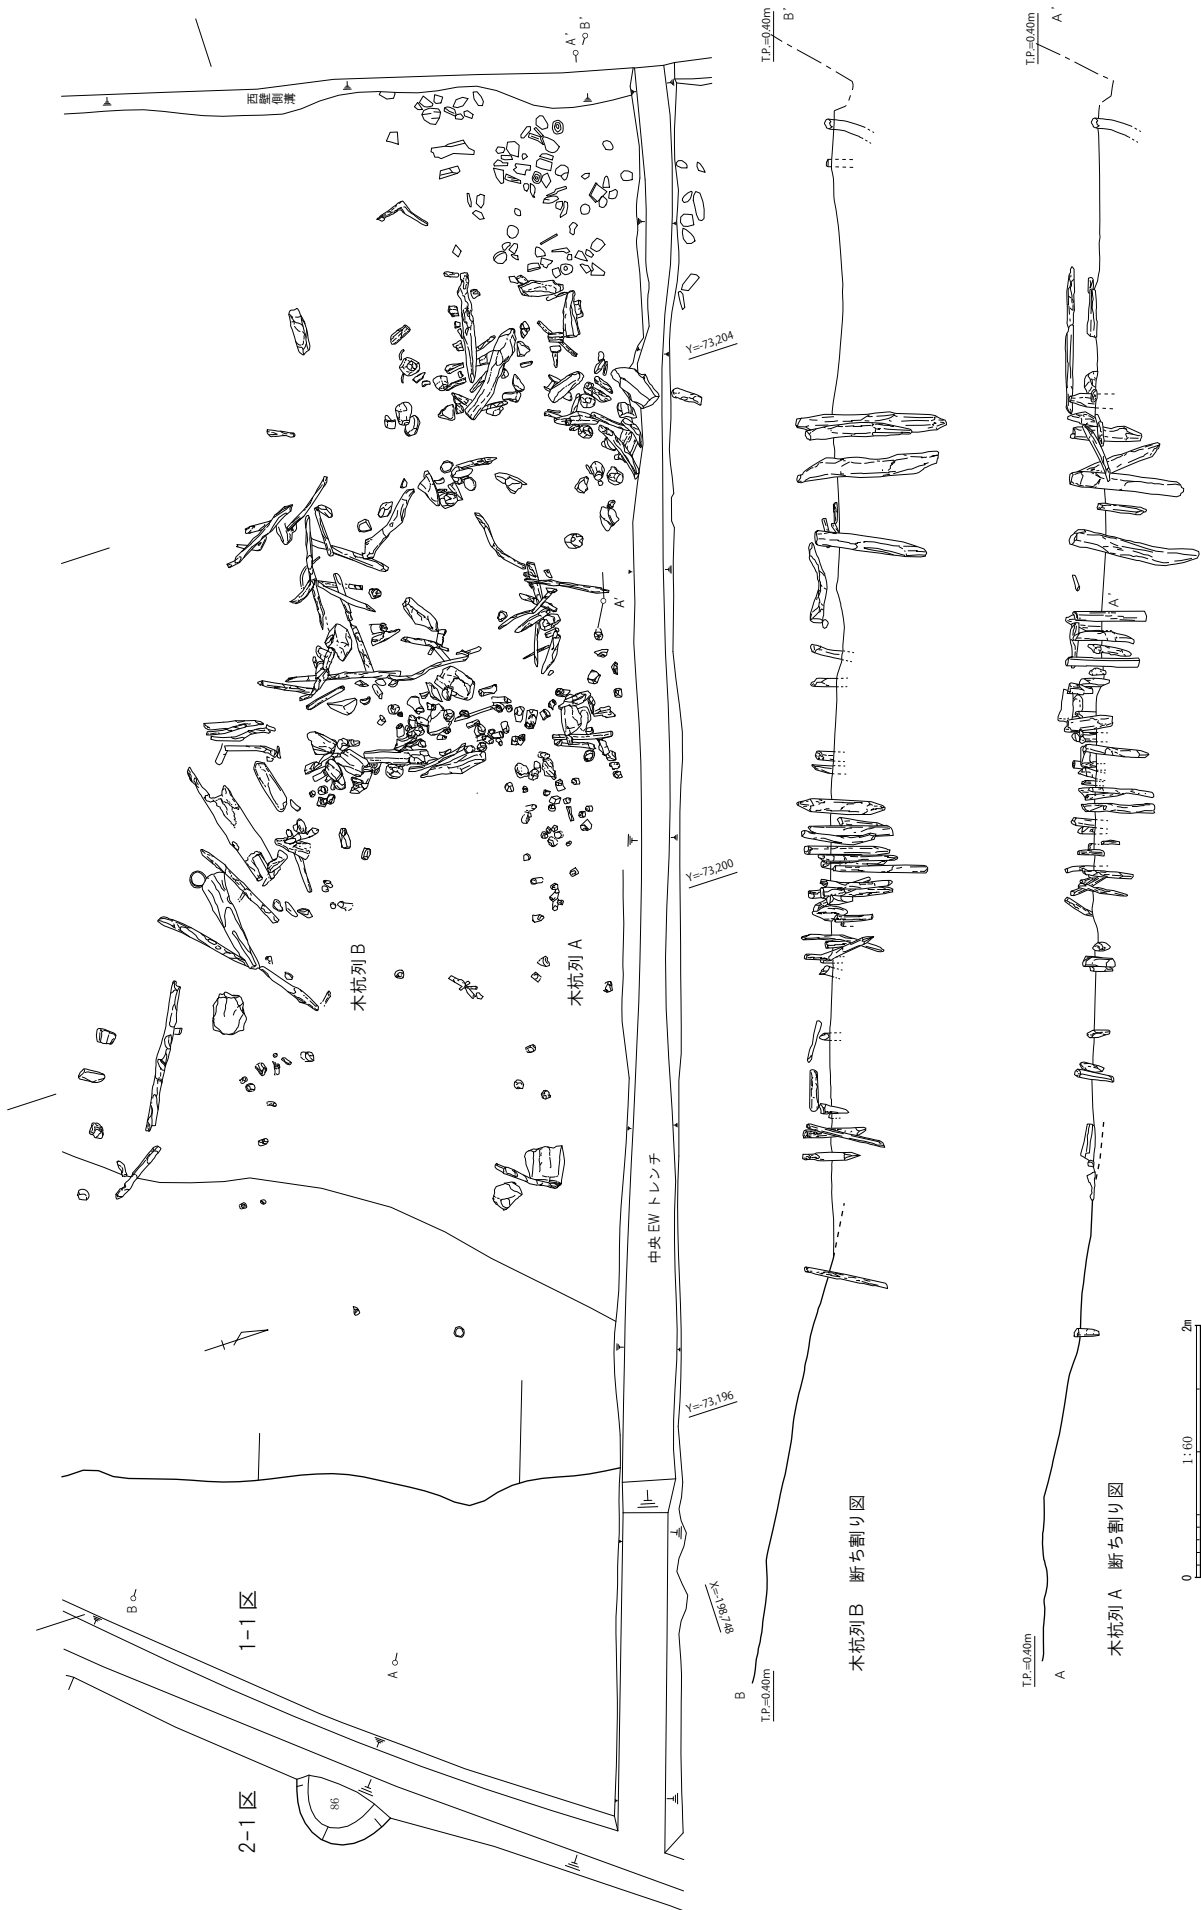 西壁側溝
A'
B'
Y=-73,204
A'
Y=-73,200
木杭列 B
木杭列 A
中央 EW トレンチ
Y=-73,196
X=-198,748
B
A
1-1 区
2-1 区
86
T.P.=0.40m
B'
A'
T.P.=0.40m
B
木杭列 B　断ち割り図
T.P.=0.40m
A'
T.P.=0.40m
A
木杭列 A　断ち割り図
0
1:60
2m